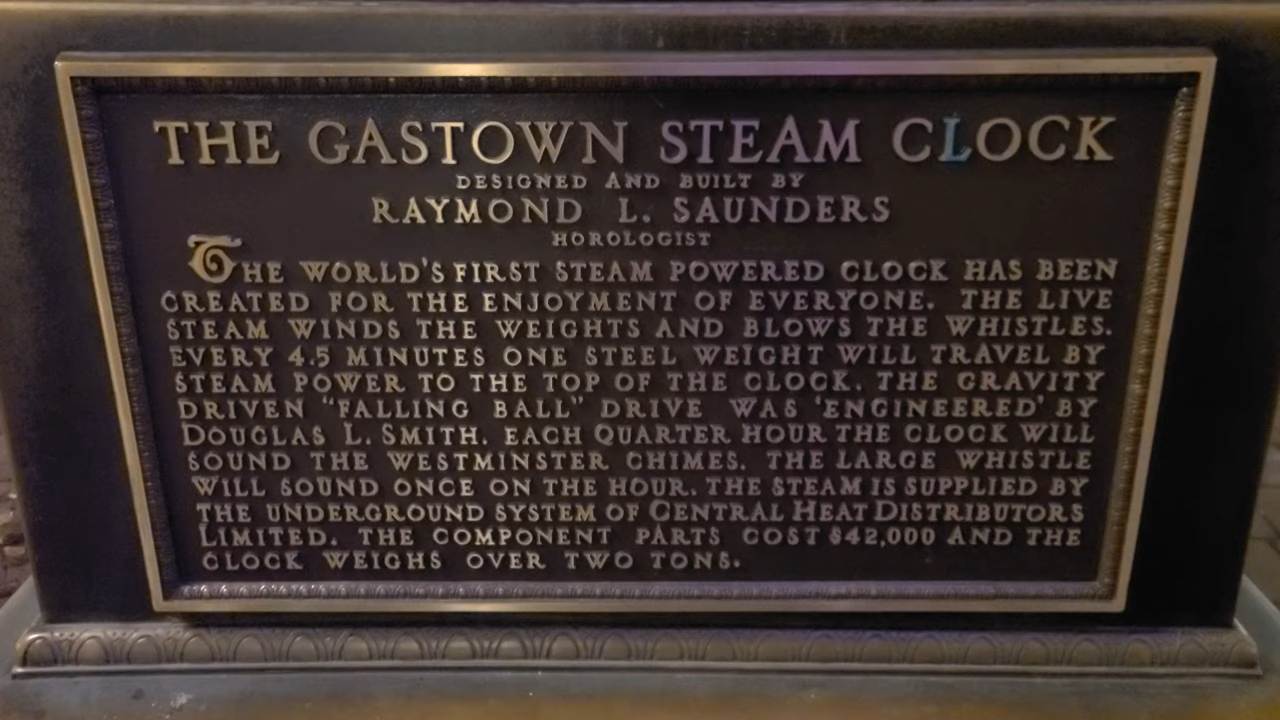 THE GASTOWN STEAM CLOCK
DESIGNED AND BUILT BY
RAYMOND L. SAUNDERS
HOROLOGIST
THE WORLD'S FIRST STEAM POWERED CLOCK HAS BEEN
CREATED FOR THE ENJOYMENT OF EVERYONE. THE LIVE
STEAM WINDS THE WEIGHTS AND BLOWS THE WHISTLES.
EVERY 4.5 MINUTES ONE STEEL WEIGHT WILL TRAVEL BY
STEAM POWER TO THE TOP OF THE CLOCK. THE GRAVITY
DRIVEN "FALLING BALL" DRIVE WAS 'ENGINEERED' BY
DOUGLAS L. SMITH. EACH QUARTER HOUR THE CLOCK WILL
SOUND THE WESTMINSTER CHIMES. THE LARGE WHISTLE
WILL SOUND ONCE ON THE HOUR. THE STEAM IS SUPPLIED BY
THE UNDERGROUND SYSTEM OF CENTRAL HEAT DISTRIBUTORS
LIMITED. THE COMPONENT PARTS COST $42,000 AND THE
CLOCK WEIGHS OVER TWO TONS.